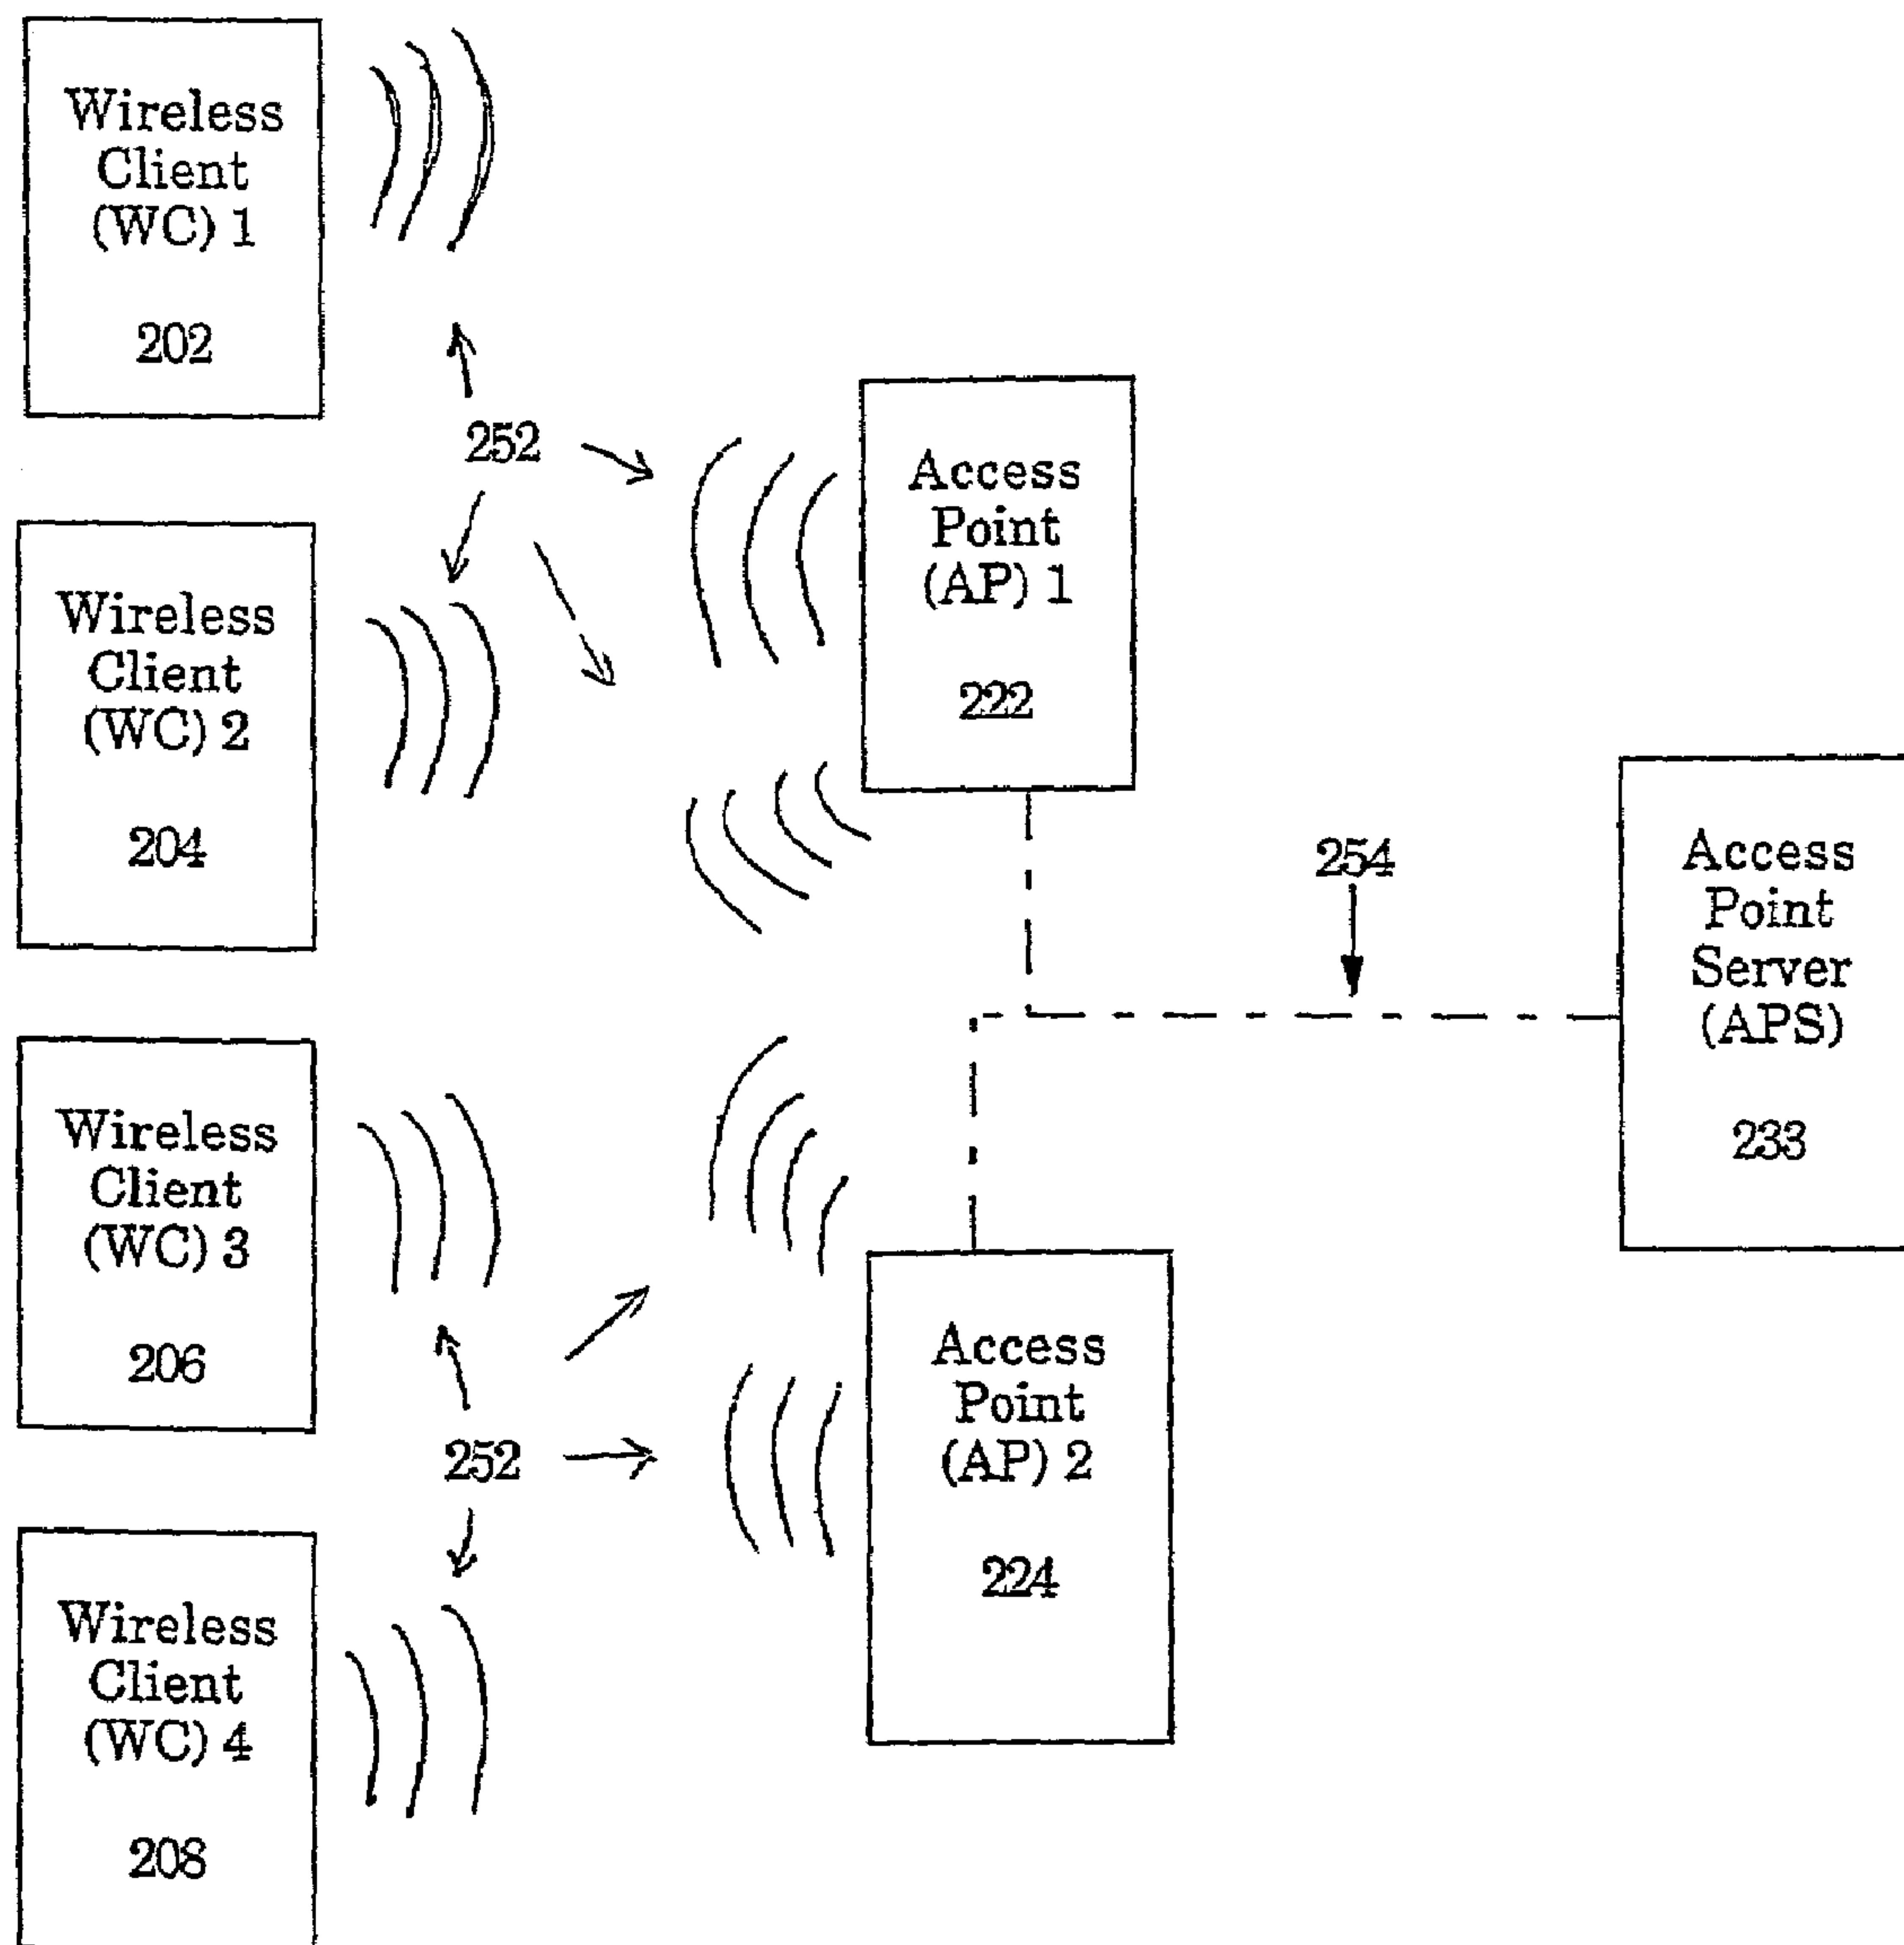 Wireless
Client
(WC) 1
202
252
Wireless
Client
(WC) 2
204
Access
Point
(AP) 1
222
254
Access
Point
Server
(APS)
233
Wireless
Client
(WC) 3
206
252
Access
Point
(AP) 2
224
Wireless
Client
(WC) 4
208